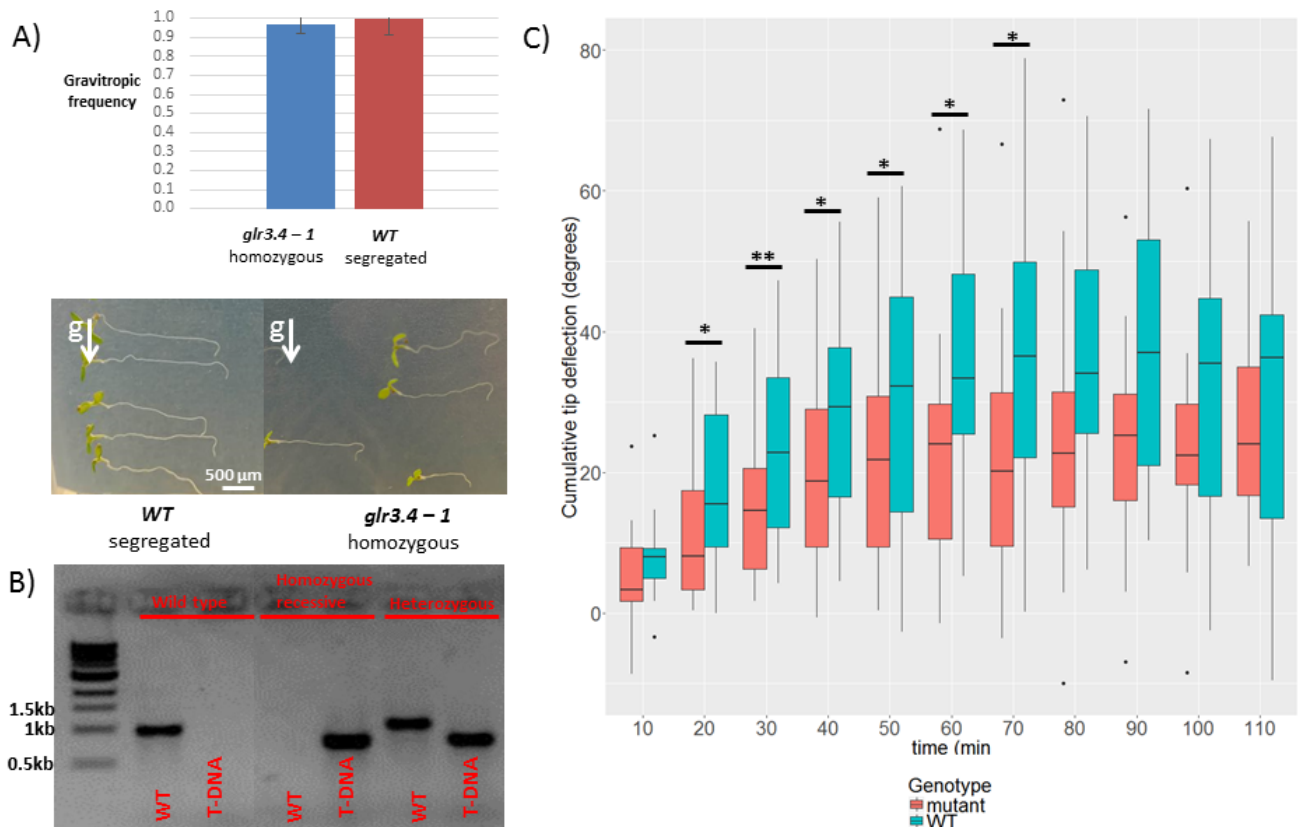 A)
1.0
0.9
0.8
0.7
0.6
0.5
0.4
0.3
0.2
0.1
0.0
Gravitropic
frequency
glr3.4 – 1
homozygous
WT
segregated
g
g
500 µm
WT
segregated
glr3.4 – 1
homozygous
B)
Wild type
Homozygous
recessive
Heterozygous
1.5kb
1kb
0.5kb
WT
T-DNA
WT
T-DNA
WT
T-DNA
C)
Cumulative tip deflection (degrees)
80
60
40
20
0
*
**
*
*
*
*
10 20 30 40 50 60 70 80 90 100 110
time (min
Genotype
mutant
WT